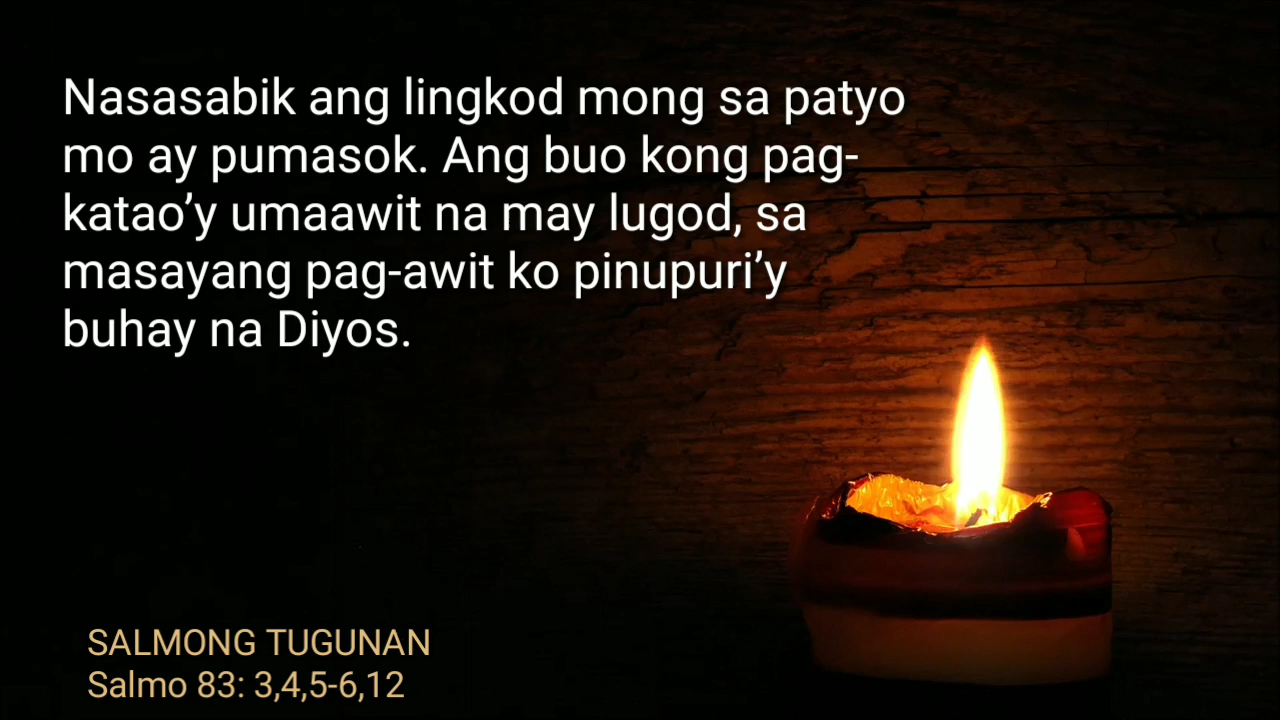 Nasasabik ang lingkod mong sa patyo
mo ay pumasok. Ang buo kong pag-
katao’y umaawit na may lugod, sa
masayang pag-awit ko pinupuri’y
buhay na Diyos.
SALMONG TUGUNAN
Salmo 83: 3,4,5-6,12